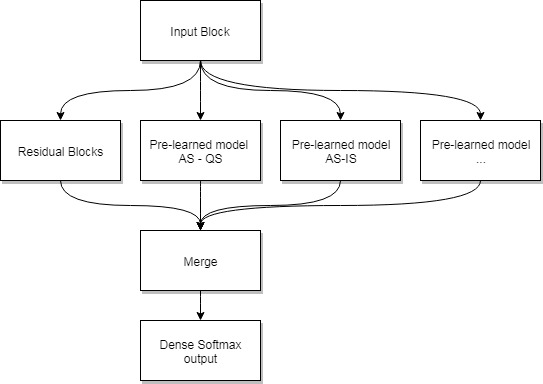 Input Block
Residual Blocks
Pre-learned model
AS - QS
Pre-learned model
AS-IS
Pre-learned model
...
Merge
Dense Softmax
output